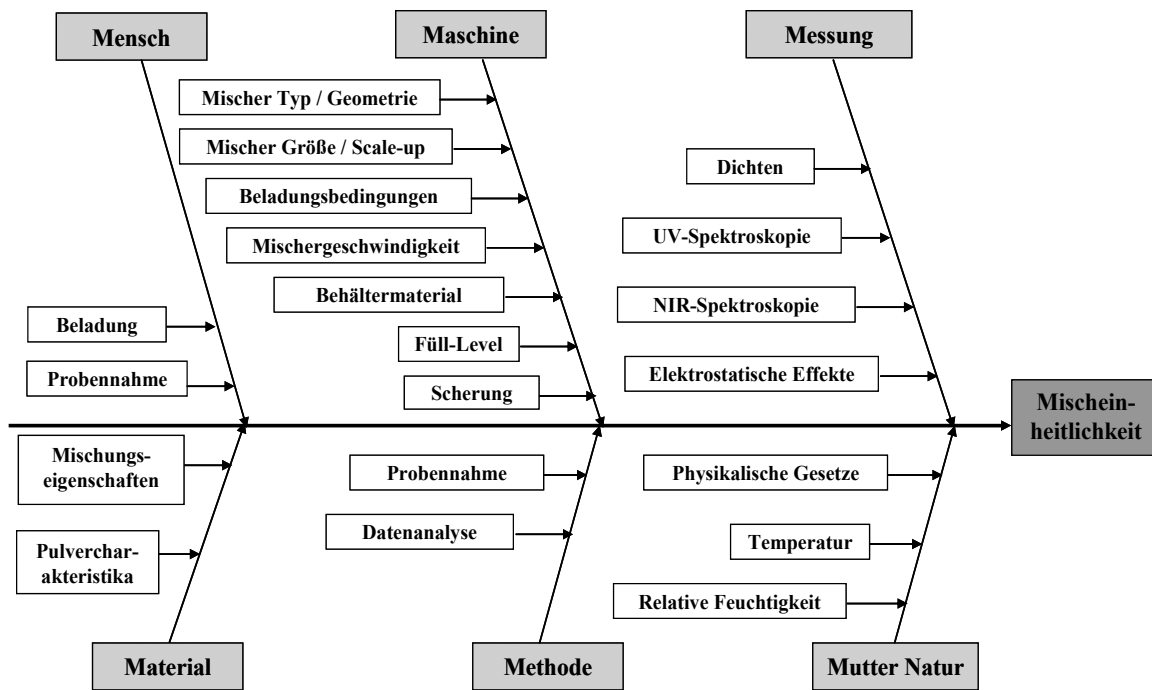 Mensch
Maschine
Messung
Mischer Typ / Geometrie
Mischer Größe / Scale-up
Beladungsbedingungen
Mischergeschwindigkeit
Behältermaterial
Füll-Level
Scherung
Dichten
UV-Spektroskopie
NIR-Spektroskopie
Elektrostatische Effekte
Beladung
Probennahme
Mischein-
heitlichkeit
Mischungs-
eigenschaften
Pulverchar-
akteristika
Probennahme
Datenanalyse
Physikalische Gesetze
Temperatur
Relative Feuchtigkeit
Material
Methode
Mutter Natur